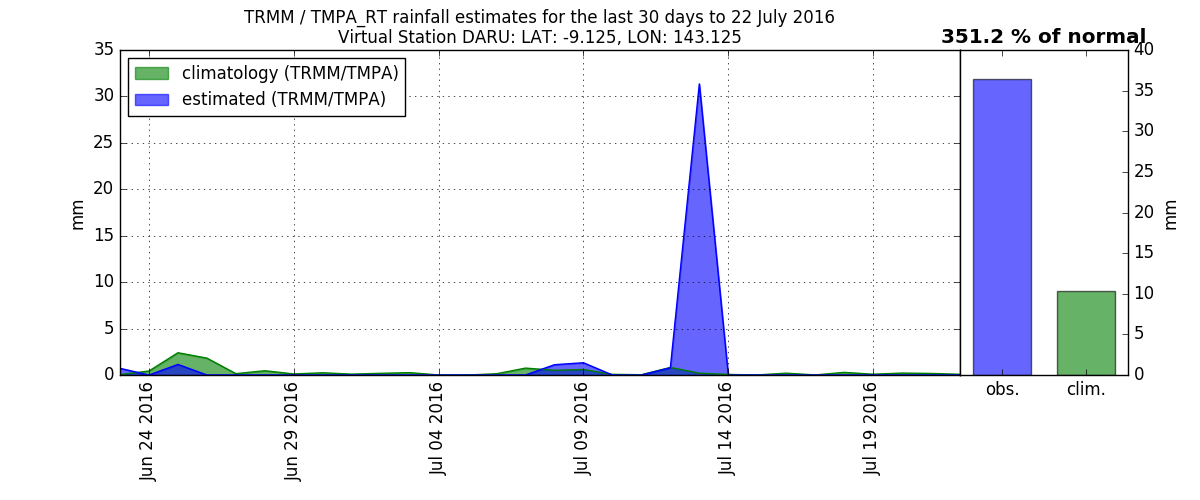 TRMM / TMPA_RT rainfall estimates for the last 30 days to 22 July 2016
Virtual Station DARU: LAT: -9.125, LON: 143.125
351.2 % of normal
climatology (TRMM/TMPA)
estimated (TRMM/TMPA)
mm
35
30
25
20
15
10
5
0
Jun 24 2016
Jun 29 2016
Jul 04 2016
Jul 09 2016
Jul 14 2016
Jul 19 2016
obs.
clim.
40
35
30
25
20
15
10
5
0
mm